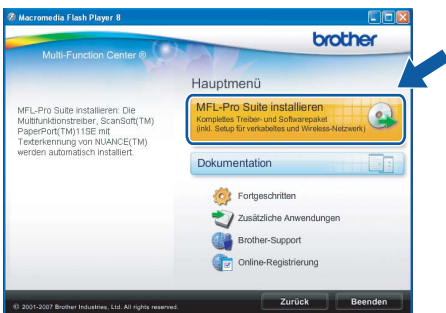 Macromedia Flash Player 8
brother
Multi-Function Center ®
Hauptmenü
MFL-Pro Suite installieren: Die
Multifunktionstreiber, ScanSoft(TM)
PaperPort(TM)11SE mit
Texterkennung von NUANCE(TM)
werden automatisch installiert.
MFL-Pro Suite installieren
Komplettes Treiber- und Softwarepaket
(inkl. Setup für verkabeltes und Wireless-Netzwerk)
Dokumentation
Fortgeschritten
Zusätzliche Anwendungen
Brother-Support
Online-Registrierung
© 2001-2007 Brother Industries, Ltd. All rights reserved.
Zurück
Beenden